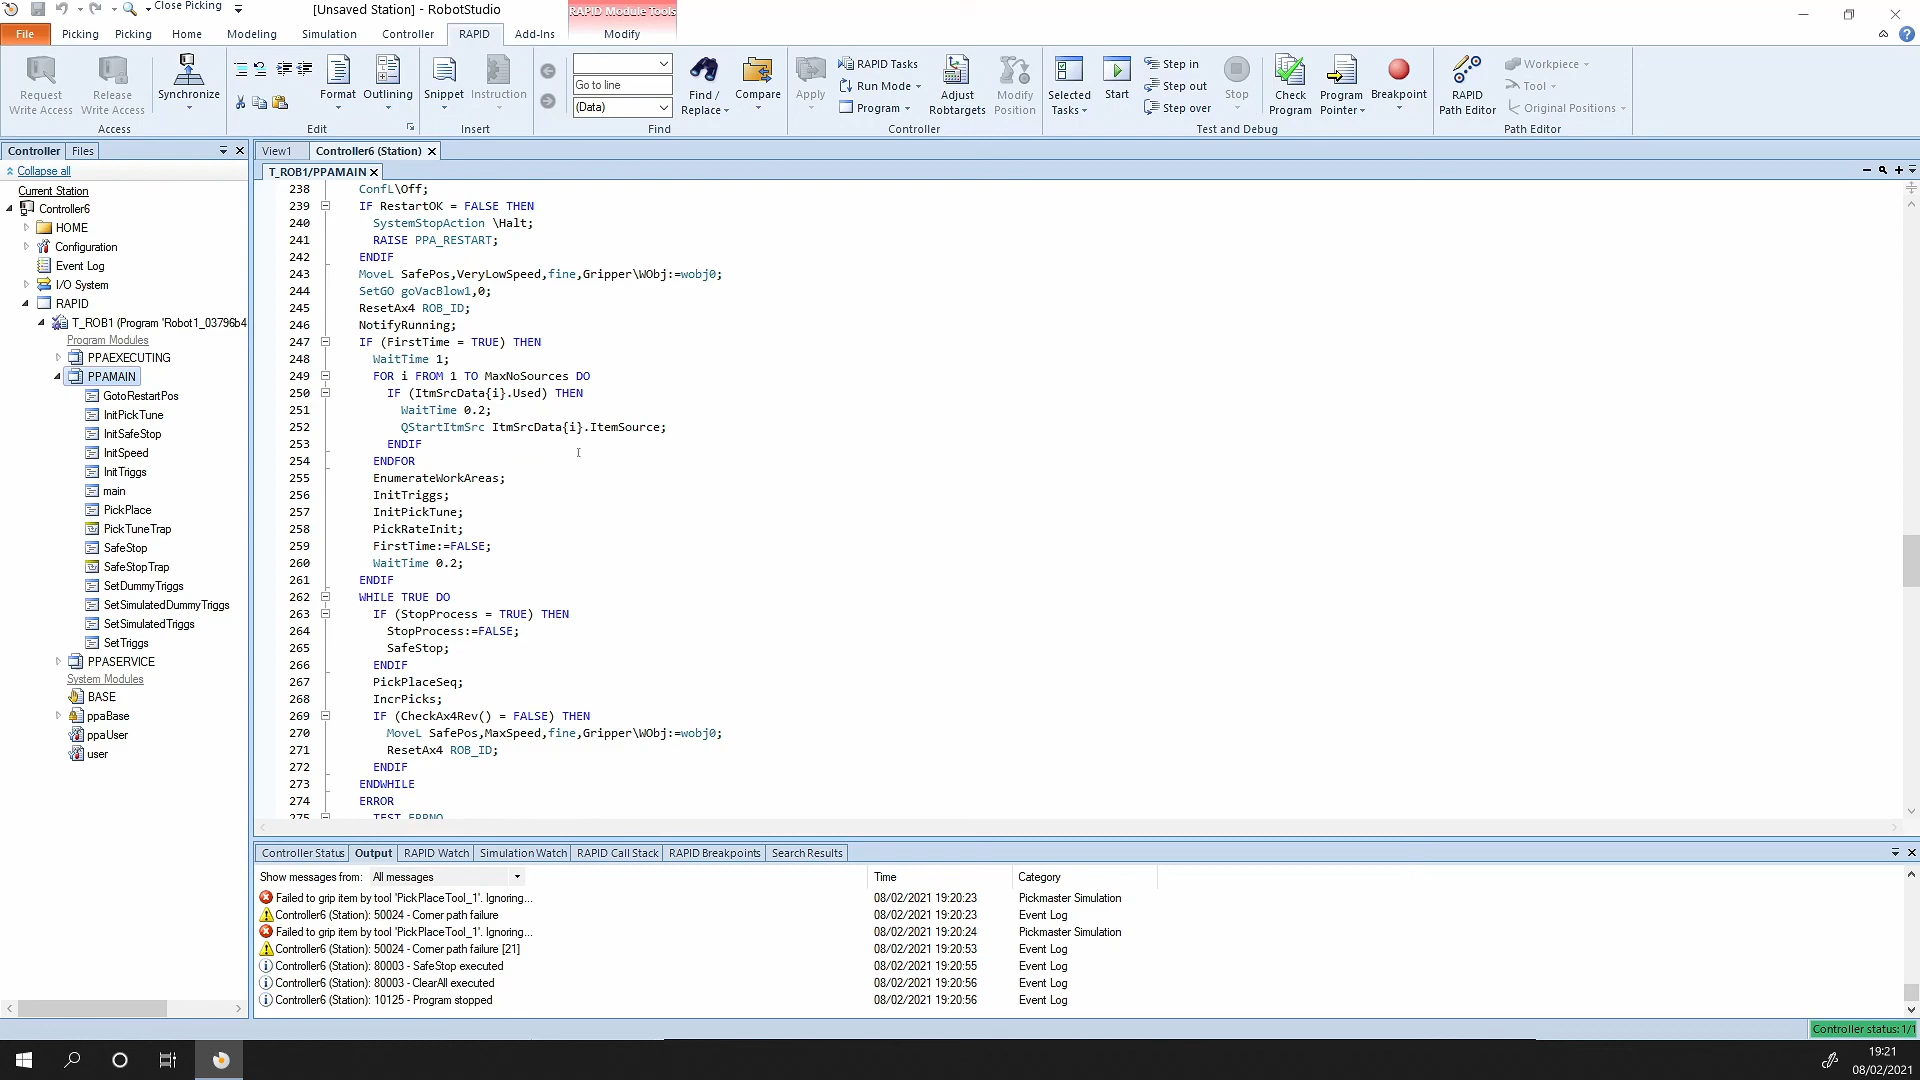 Close Picking
[Unsaved Station] - RobotStudio
RAPID Module Tools
File
Picking
Picking
Home
Modeling
Simulation
Controller
RAPID
Add-Ins
Modify
Request
Write Access
Release
Write Access
Synchronize
Access
Format
Outlining
Edit
Snippet
Instruction
Insert
Go to line
(Data)
Find /
Replace
Compare
Find
Apply
RAPID Tasks
Run Mode
Program
Adjust
Robtargets
Modify
Position
Controller
Selected
Tasks
Start
Step in
Step out
Step over
Stop
Check
Program
Program
Pointer
Breakpoint
Test and Debug
RAPID
Path Editor
Workpiece
Tool
Original Positions
Path Editor
Controller
Files
Collapse all
Current Station
Controller6
HOME
Configuration
Event Log
I/O System
RAPID
T_ROB1 (Program 'Robot1_03796b4
Program Modules
PPAEXECUTING
PPAMAIN
GotoRestartPos
InitPickTune
InitSafeStop
InitSpeed
InitTriggs
main
PickPlace
PickTuneTrap
SafeStop
SafeStopTrap
SetDummyTriggs
SetSimulatedDummyTriggs
SetSimulatedTriggs
SetTriggs
PPASERVICE
System Modules
BASE
ppaBase
ppaUser
user
View1
Controller6 (Station)
T_ROB1/PPAMAIN
238 ConfL\Off;
239 IF RestartOK = FALSE THEN
240 SystemStopAction \Halt;
241 RAISE PPA_RESTART;
242 ENDIF
243 MoveL SafePos,VeryLowSpeed,fine,Gripper\WObj:=wobj0;
244 SetGO goVacBlow1,0;
245 ResetAx4 ROB_ID;
246 NotifyRunning;
247 IF (FirstTime = TRUE) THEN
248 WaitTime 1;
249 FOR i FROM 1 TO MaxNoSources DO
250 IF (ItmSrcData{i}.Used) THEN
251 WaitTime 0.2;
252 QStartItmSrc ItmSrcData{i}.ItemSource;
253 ENDIF
254 ENDFOR
255 EnumerateWorkAreas;
256 InitTriggs;
257 InitPickTune;
258 PickRateInit;
259 FirstTime:=FALSE;
260 WaitTime 0.2;
261 ENDIF
262 WHILE TRUE DO
263 IF (StopProcess = TRUE) THEN
264 StopProcess:=FALSE;
265 SafeStop;
266 ENDIF
267 PickPlaceSeq;
268 IncrPicks;
269 IF (CheckAx4Rev() = FALSE) THEN
270 MoveL SafePos,MaxSpeed,fine,Gripper\WObj:=wobj0;
271 ResetAx4 ROB_ID;
272 ENDIF
273 ENDWHILE
274 ERROR
275 TEST ERRNO
Controller Status
Output
RAPID Watch
Simulation Watch
RAPID Call Stack
RAPID Breakpoints
Search Results
Show messages from: All messages
Time
Category
Failed to grip item by tool 'PickPlaceTool_1'. Ignoring... 08/02/2021 19:20:23 Pickmaster Simulation
Controller6 (Station): 50024 - Corner path failure 08/02/2021 19:20:23 Event Log
Failed to grip item by tool 'PickPlaceTool_1'. Ignoring... 08/02/2021 19:20:24 Pickmaster Simulation
Controller6 (Station): 50024 - Corner path failure [21] 08/02/2021 19:20:53 Event Log
Controller6 (Station): 80003 - SafeStop executed 08/02/2021 19:20:55 Event Log
Controller6 (Station): 80003 - ClearAll executed 08/02/2021 19:20:56 Event Log
Controller6 (Station): 10125 - Program stopped 08/02/2021 19:20:56 Event Log
Controller status: 1/1
19:21
08/02/2021